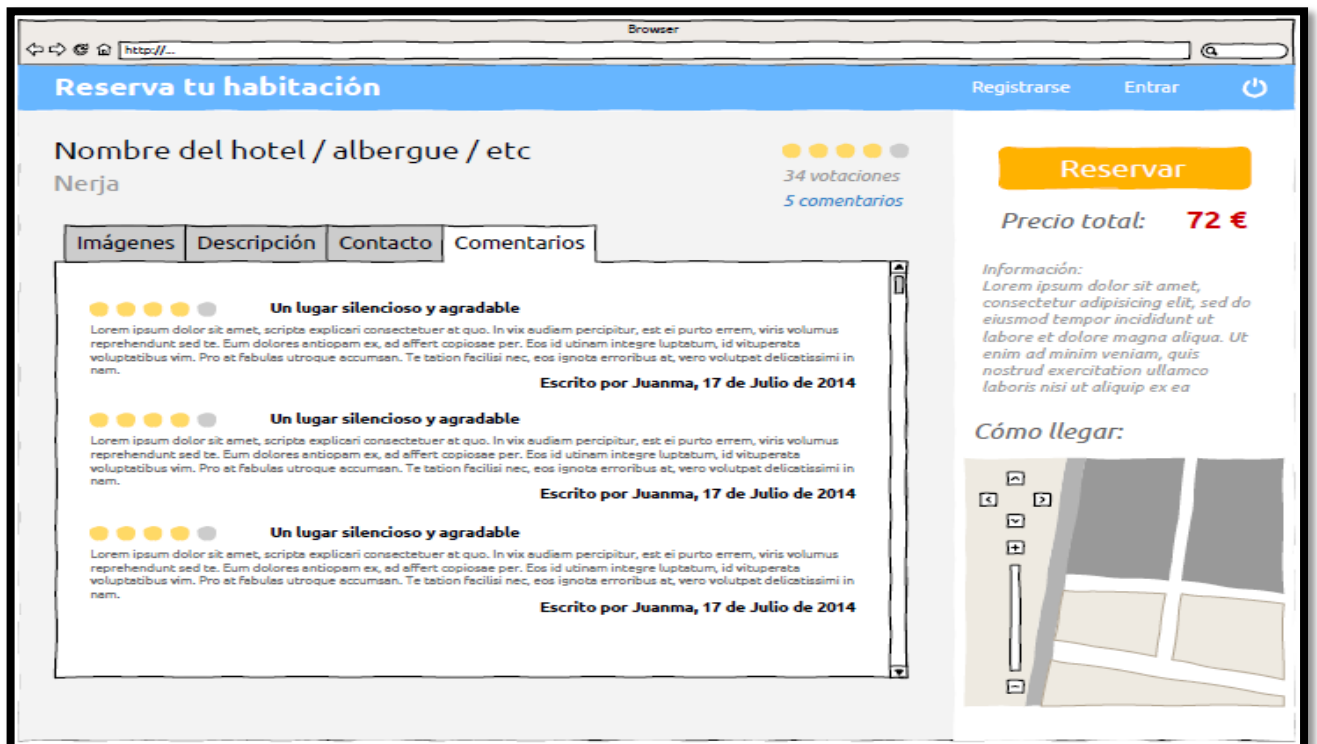 Browser
http://...
Reserva tu habitación
Registrarse
Entrar
Nombre del hotel / albergue / etc
Nerja
34 votaciones
5 comentarios
Imágenes
Descripción
Contacto
Comentarios
Un lugar silencioso y agradable
Lorem ipsum dolor sit amet, scripta explicari consectetuer at quo. In vix audiam percipitur, est ei purto errem, viris volumus
reprehendunt sed te. Eum dolores antiopam ex, ad affert copiosae per. Eos id utinam integre luptatum, id vituperata
voluptatibus vim. Pro at fabulas utroque accumsan. Te tation facilisi nec, eos ignota erroribus at, vero volutpat delicatissimi in
nam.
Escrito por Juanma, 17 de Julio de 2014
Un lugar silencioso y agradable
Lorem ipsum dolor sit amet, scripta explicari consectetuer at quo. In vix audiam percipitur, est ei purto errem, viris volumus
reprehendunt sed te. Eum dolores antiopam ex, ad affert copiosae per. Eos id utinam integre luptatum, id vituperata
voluptatibus vim. Pro at fabulas utroque accumsan. Te tation facilisi nec, eos ignota erroribus at, vero volutpat delicatissimi in
nam.
Escrito por Juanma, 17 de Julio de 2014
Un lugar silencioso y agradable
Lorem ipsum dolor sit amet, scripta explicari consectetuer at quo. In vix audiam percipitur, est ei purto errem, viris volumus
reprehendunt sed te. Eum dolores antiopam ex, ad affert copiosae per. Eos id utinam integre luptatum, id vituperata
voluptatibus vim. Pro at fabulas utroque accumsan. Te tation facilisi nec, eos ignota erroribus at, vero volutpat delicatissimi in
nam.
Escrito por Juanma, 17 de Julio de 2014
Reservar
Precio total: 72 €
Información:
Lorem ipsum dolor sit amet,
consectetur adipisicing elit, sed do
eiusmod tempor incididunt ut
labore et dolore magna aliqua. Ut
enim ad minim veniam, quis
nostrud exercitation ullamco
laboris nisi ut aliquip ex ea
Cómo llegar: